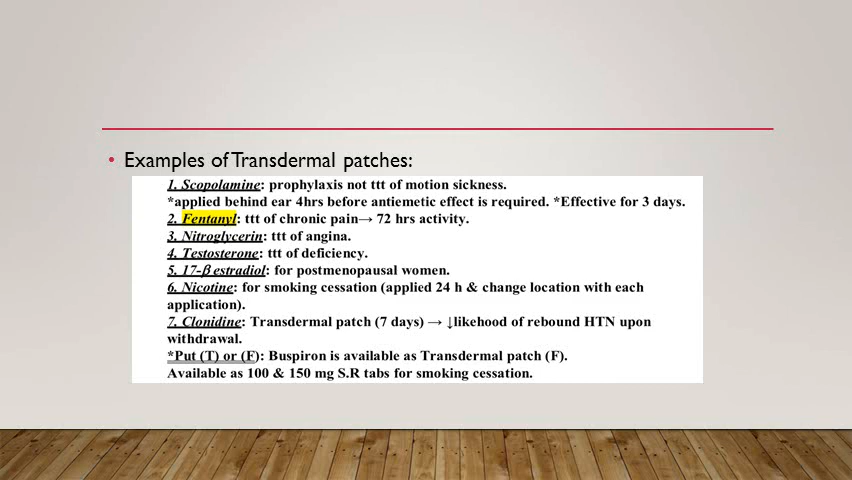 • Examples of Transdermal patches:
1. Scopolamine: prophylaxis not ttt of motion sickness.
*applied behind ear 4hrs before antiemetic effect is required. *Effective for 3 days.
2. Fentanyl: ttt of chronic pain→ 72 hrs activity.
3. Nitroglycerin: ttt of angina.
4. Testosterone: ttt of deficiency.
5. 17-β estradiol: for postmenopausal women.
6. Nicotine: for smoking cessation (applied 24 h & change location with each
application).
7. Clonidine: Transdermal patch (7 days) → ↓likehood of rebound HTN upon
withdrawal.
*Put (T) or (F): Buspiron is available as Transdermal patch (F).
Available as 100 & 150 mg S.R tabs for smoking cessation.